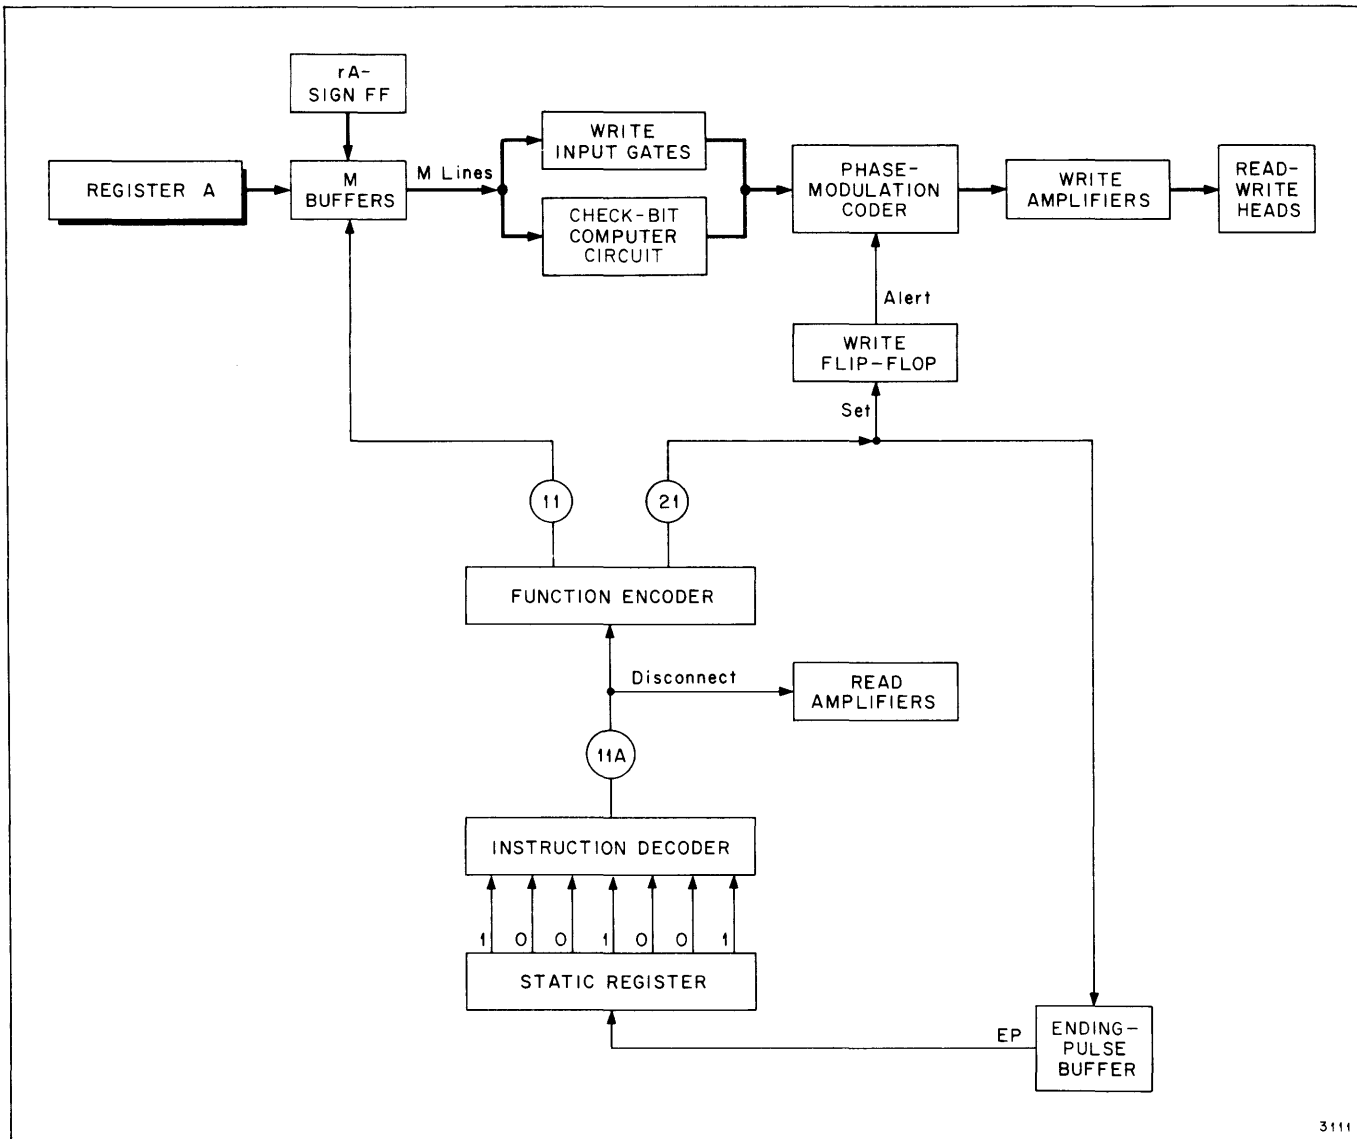 rA-
SIGN FF
REGISTER A
M
BUFFERS
M Lines
WRITE
INPUT GATES
CHECK-BIT
COMPUTER
CIRCUIT
PHASE-
MODULATION
CODER
WRITE
AMPLIFIERS
READ-
WRITE
HEADS
Alert
WRITE
FLIP-FLOP
Set
11
21
FUNCTION ENCODER
Disconnect
READ
AMPLIFIERS
11A
INSTRUCTION DECODER
1 0 0 1 0 0 1
STATIC REGISTER
EP
ENDING-
PULSE
BUFFER
3111